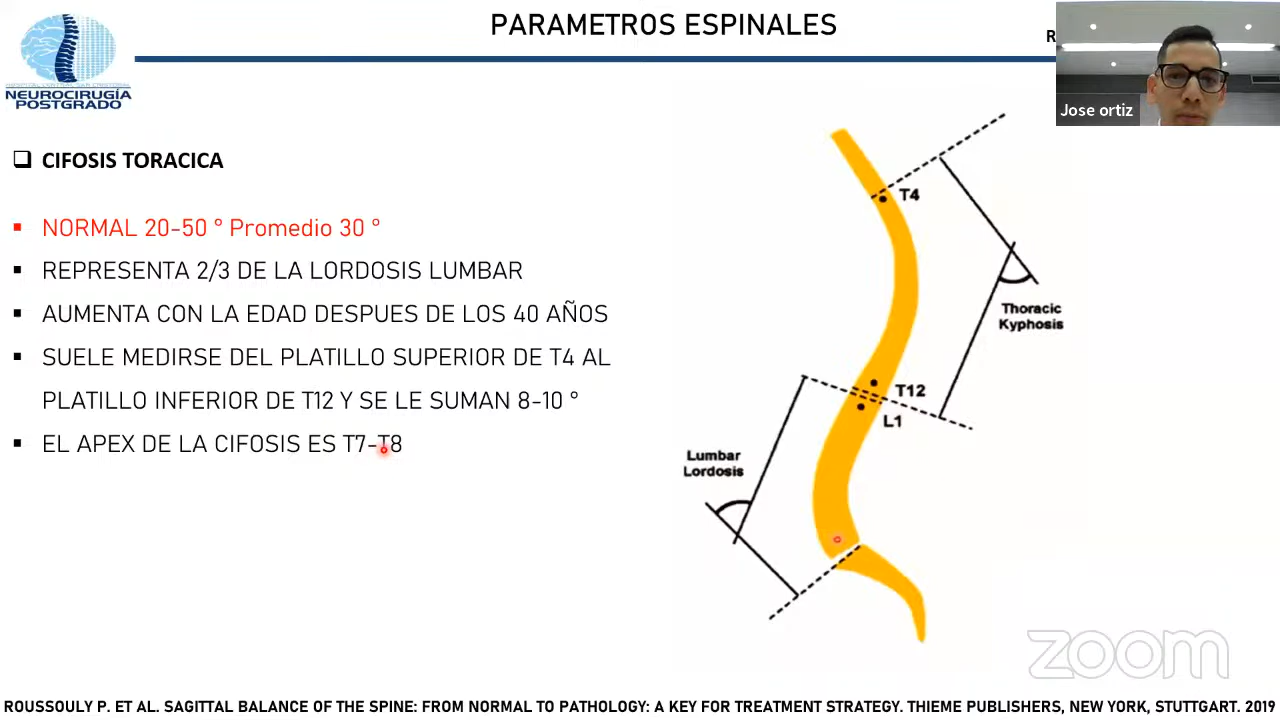 PARAMETROS ESPINALES
R
Jose ortiz
NEUROCIRUGÍA
POSTGRADO
❑ CIFOSIS TORACICA
▪ NORMAL 20-50 ° Promedio 30 °
▪ REPRESENTA 2/3 DE LA LORDOSIS LUMBAR
▪ AUMENTA CON LA EDAD DESPUES DE LOS 40 AÑOS
▪ SUELE MEDIRSE DEL PLATILLO SUPERIOR DE T4 AL
PLATILLO INFERIOR DE T12 Y SE LE SUMAN 8-10 °
▪ EL APEX DE LA CIFOSIS ES T7-T8
T4
Thoracic
Kyphosis
T12
L1
Lumbar
Lordosis
zoom
ROUSSOULY P. ET AL. SAGITTAL BALANCE OF THE SPINE: FROM NORMAL TO PATHOLOGY: A KEY FOR TREATMENT STRATEGY. THIEME PUBLISHERS, NEW YORK, STUTTGART. 2019